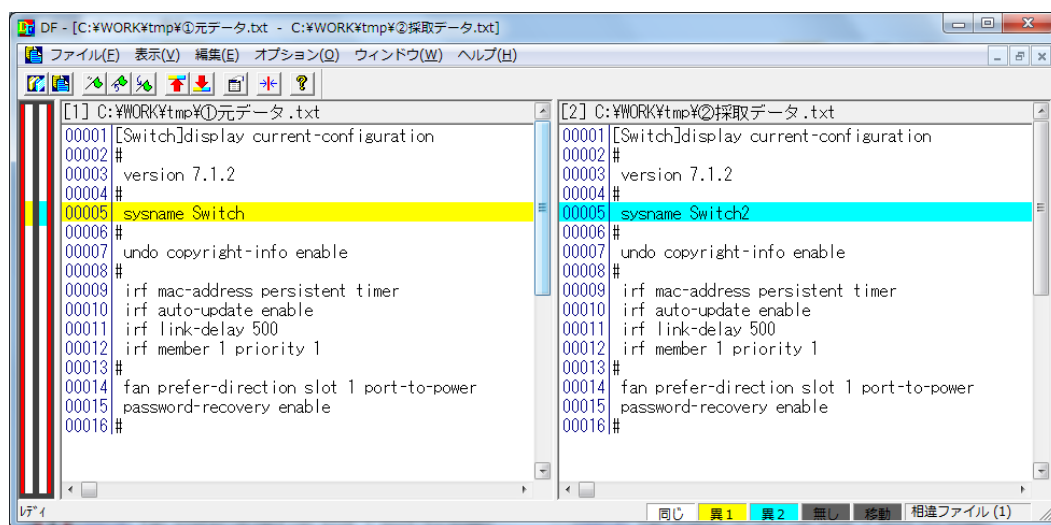 DF - [C:¥WORK¥tmp¥①元データ.txt - C:¥WORK¥tmp¥②採取データ.txt]
ファイル(F) 表示(V) 編集(E) オプション(O) ウィンドウ(W) ヘルプ(H)
[1] C:¥WORK¥tmp¥①元データ.txt
00001 [Switch]display current-configuration
00002 #
00003 version 7.1.2
00004 #
00005 sysname Switch
00006 #
00007 undo copyright-info enable
00008 #
00009 irf mac-address persistent timer
00010 irf auto-update enable
00011 irf link-delay 500
00012 irf member 1 priority 1
00013 #
00014 fan prefer-direction slot 1 port-to-power
00015 password-recovery enable
00016 #
[2] C:¥WORK¥tmp¥②採取データ.txt
00001 [Switch]display current-configuration
00002 #
00003 version 7.1.2
00004 #
00005 sysname Switch2
00006 #
00007 undo copyright-info enable
00008 #
00009 irf mac-address persistent timer
00010 irf auto-update enable
00011 irf link-delay 500
00012 irf member 1 priority 1
00013 #
00014 fan prefer-direction slot 1 port-to-power
00015 password-recovery enable
00016 #
ﾚﾃﾞｨ 同じ 異1 異2 無し 移動 相違ファイル (1)